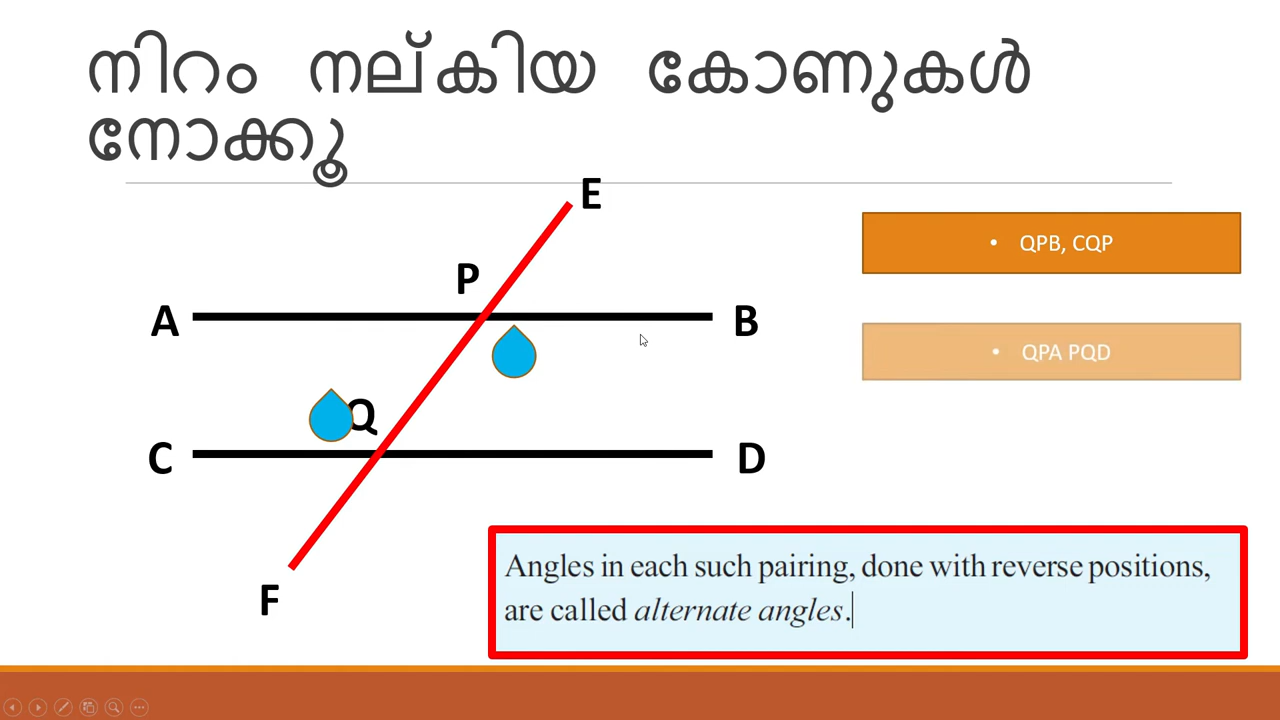 നിറം നല്കിയ കോണുകൾ
നോക്കൂ
E
P
A
B
Q
C
D
F
• QPB, CQP
• QPA PQD
Angles in each such pairing, done with reverse positions,
are called alternate angles.